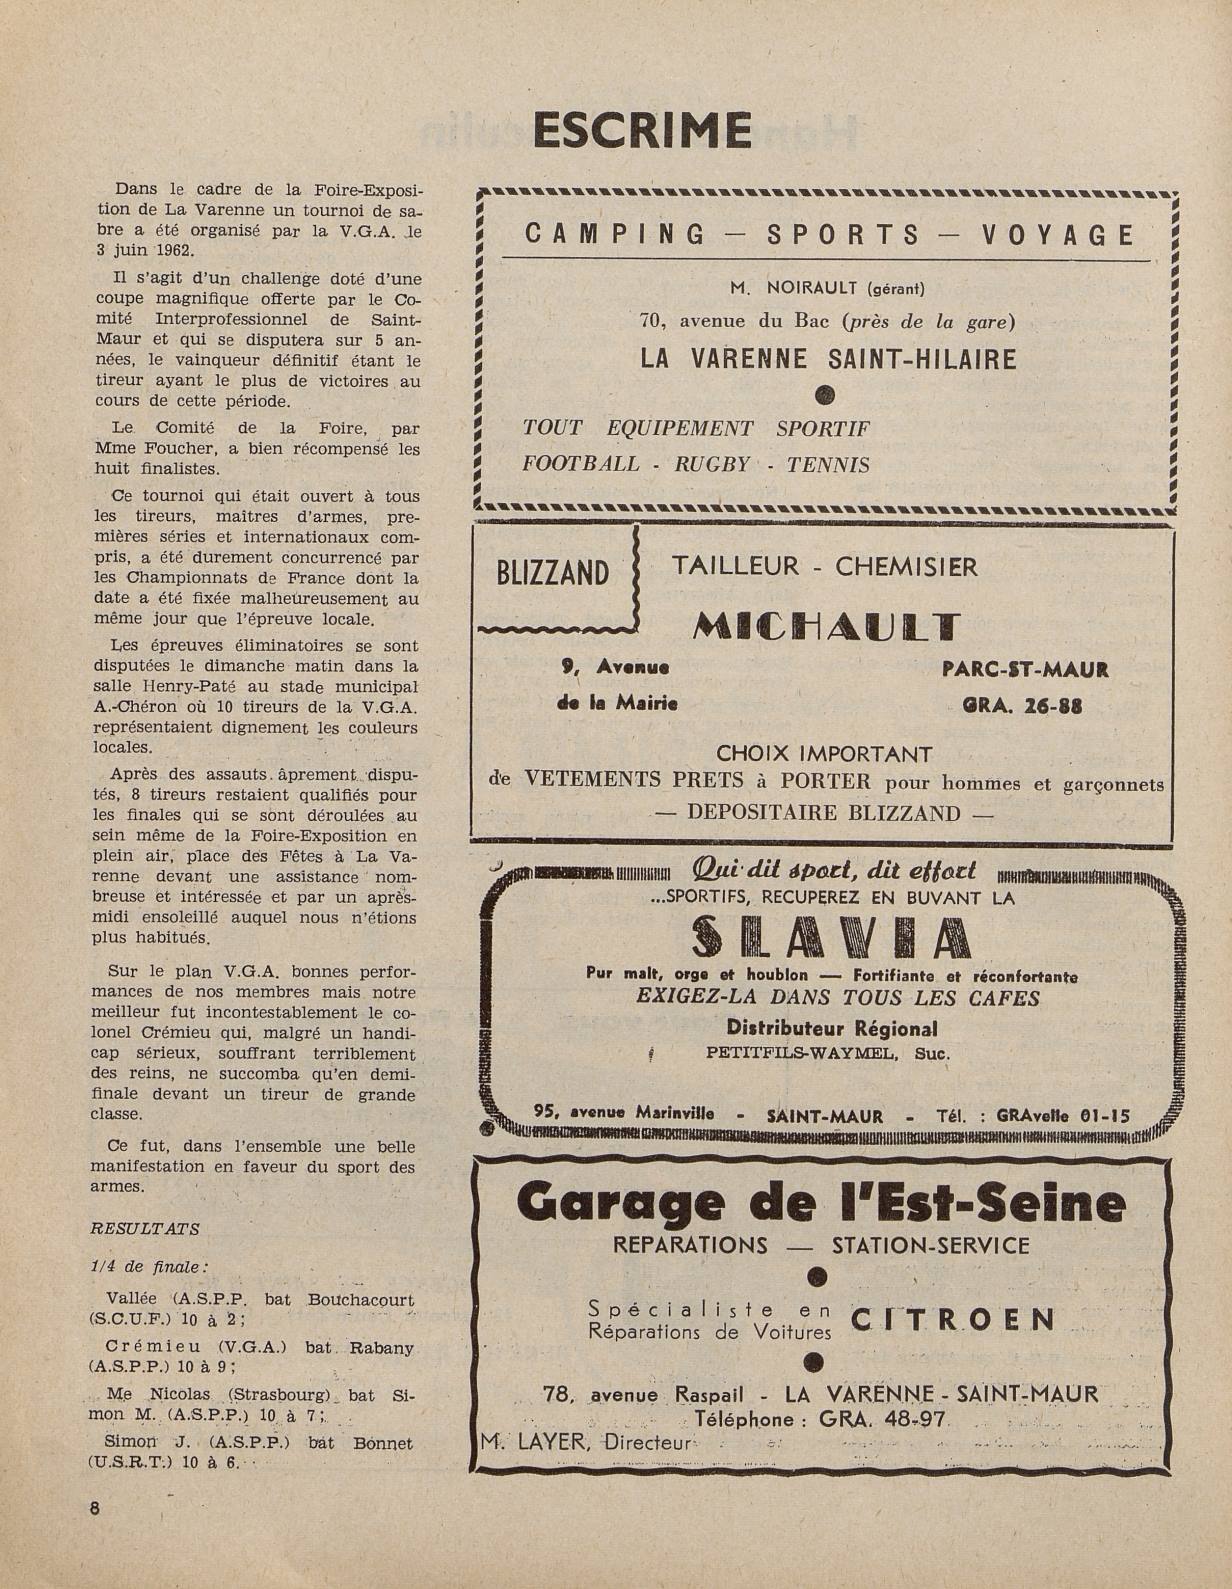 ESCRIME
Dans le cadre de la Foire-Exposi-
tion de La Varenne un tournoi de sa-
bre a été organisé par la V.G.A. le
3 juin 1962.
Il s'agit d'un challenge doté d'une
coupe magnifique offerte par le Co-
mité Interprofessionnel de Saint-
Maur et qui se disputera sur 5 an-
nées, le vainqueur définitif étant le
tireur ayant le plus de victoires au
cours de cette période.
Le Comité de la Foire, par
Mme Foucher, a bien récompensé les
huit finalistes.
Ce tournoi qui était ouvert à tous
les tireurs, maîtres d'armes, pre-
mières séries et internationaux com-
pris, a été durement concurrencé par
les Championnats de France dont la
date a été fixée malheureusement au
même jour que l'épreuve locale.
Les épreuves éliminatoires se sont
disputées le dimanche matin dans la
salle Henry-Paté au stade municipal
A.-Chéron où 10 tireurs de la V.G.A.
représentaient dignement les couleurs
locales.
Après des assauts âprement dispu-
tés, 8 tireurs restaient qualifiés pour
les finales qui se sont déroulées au
sein même de la Foire-Exposition en
plein air, place des Fêtes à La Va-
renne devant une assistance nom-
breuse et intéressée et par un après-
midi ensoleillé auquel nous n'étions
plus habitués.
Sur le plan V.G.A. bonnes perfor-
mances de nos membres mais notre
meilleur fut incontestablement le co-
lonel Crémieu qui, malgré un handi-
cap sérieux, souffrant terriblement
des reins, ne succomba qu'en demi-
finale devant un tireur de grande
classe.
Ce fut, dans l'ensemble une belle
manifestation en faveur du sport des
armes.
RESULTATS
1/4 de finale :
Vallée (A.S.P.P. bat Bouchacourt
(S.C.U.F.) 10 à 2 ;
Crémieu (V.G.A.) bat Rabany
(A.S.P.P.) 10 à 9 ;
Me Nicolas (Strasbourg) bat Si-
mon M. (A.S.P.P.) 10 à 7 ;
Simon J. (A.S.P.P.) bat Bonnet
(U.S.R.T.) 10 à 6.
8
CAMPING — SPORTS — VOYAGE
M. NOIRAULT (gérant)
70, avenue du Bac (près de la gare)
LA VARENNE SAINT-HILAIRE
TOUT EQUIPEMENT SPORTIF
FOOTBALL - RUGBY - TENNIS
BLIZZAND
TAILLEUR - CHEMISIER
MICHAULT
9, Avenue PARC-ST-MAUR
de la Mairie GRA. 26-88
CHOIX IMPORTANT
de VETEMENTS PRETS à PORTER pour hommes et garçonnets
— DEPOSITAIRE BLIZZAND —
Qui dit sport, dit effort
...SPORTIFS, RECUPEREZ EN BUVANT LA
SLAVIA
Pur malt, orge et houblon — Fortifiante et réconfortante
EXIGEZ-LA DANS TOUS LES CAFES
Distributeur Régional
PETITFILS-WAYMEL, Suc.
95, avenue Marinville - SAINT-MAUR - Tél. : GRAvelle 01-15
Garage de l'Est-Seine
REPARATIONS — STATION-SERVICE
Spécialiste en
Réparations de Voitures CITROEN
78, avenue Raspail - LA VARENNE - SAINT-MAUR
Téléphone : GRA. 48-97
M. LAYER, Directeur